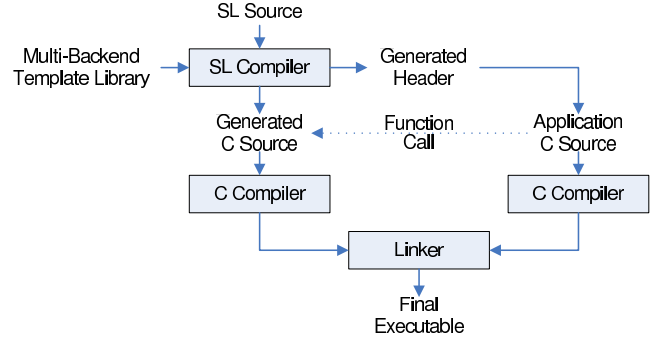 SL Source
Multi-Backend
Template Library
SL Compiler
Generated
Header
Generated
C Source
Function
Call
Application
C Source
C Compiler
C Compiler
Linker
Final
Executable